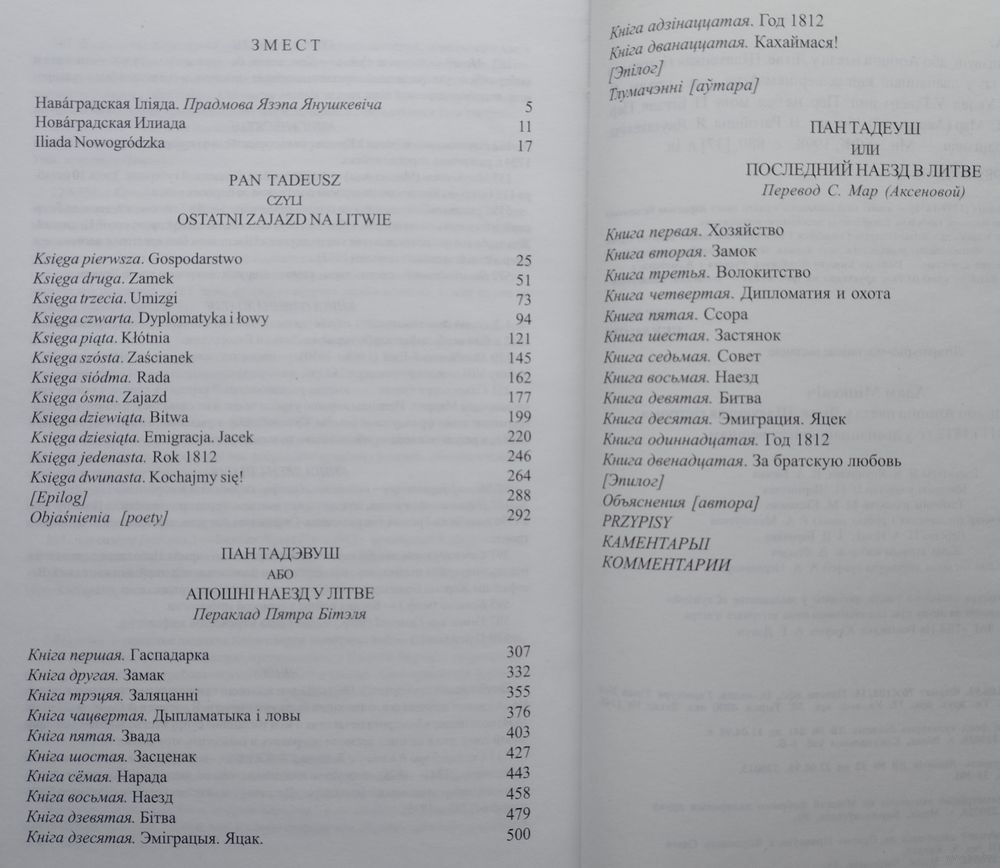 ЗМЕСТ
Нава́градская Іліяда. Прадмова Язэпа Янушкевіча 5
Нова́градская Илиада 11
Iliada Nowogródzka 17
PAN TADEUSZ
CZYLI
OSTATNI ZAJAZD NA LITWIE
Księga pierwsza. Gospodarstwo 25
Księga druga. Zamek 51
Księga trzecia. Umizgi 73
Księga czwarta. Dyplomatyka i łowy 94
Księga piąta. Kłótnia 121
Księga szósta. Zaścianek 145
Księga siódma. Rada 162
Księga ósma. Zajazd 177
Księga dziewiąta. Bitwa 199
Księga dziesiąta. Emigracja. Jacek 220
Księga jedenasta. Rok 1812 246
Księga dwunasta. Kochajmy się! 264
[Epilog] 288
Objaśnienia [poety] 292
ПАН ТАДЭВУШ
АБО
АПОШНІ НАЕЗД У ЛІТВЕ
Пераклад Пятра Бітэля
Кніга першая. Гаспадарка 307
Кніга другая. Замак 332
Кніга трэцяя. Заляцанні 355
Кніга чацвертая. Дыпламатыка і ловы 376
Кніга пятая. Звада 403
Кніга шостая. Засценак 427
Кніга сёмая. Нарада 443
Кніга восьмая. Наезд 458
Кніга дзевятая. Бітва 479
Кніга дзесятая. Эміграцыя. Яцак. 500
Кніга адзінаццатая. Год 1812
Кніга дванаццатая. Кахаймася!
[Эпілог]
Тлумачэнні [аўтара]
ПАН ТАДЕУШ
ИЛИ
ПОСЛЕДНИЙ НАЕЗД В ЛИТВЕ
Перевод С. Мар (Аксеновой)
Книга первая. Хозяйство
Книга вторая. Замок
Книга третья. Волокитство
Книга четвертая. Дипломатия и охота
Книга пятая. Ссора
Книга шестая. Застянок
Книга седьмая. Совет
Книга восьмая. Наезд
Книга девятая. Битва
Книга десятая. Эмиграция. Яцек
Книга одиннадцатая. Год 1812
Книга двенадцатая. За братскую любовь
[Эпилог]
Объяснения [автора]
PRZYPISY
КАМЕНТАРЫІ
КОММЕНТАРИИ